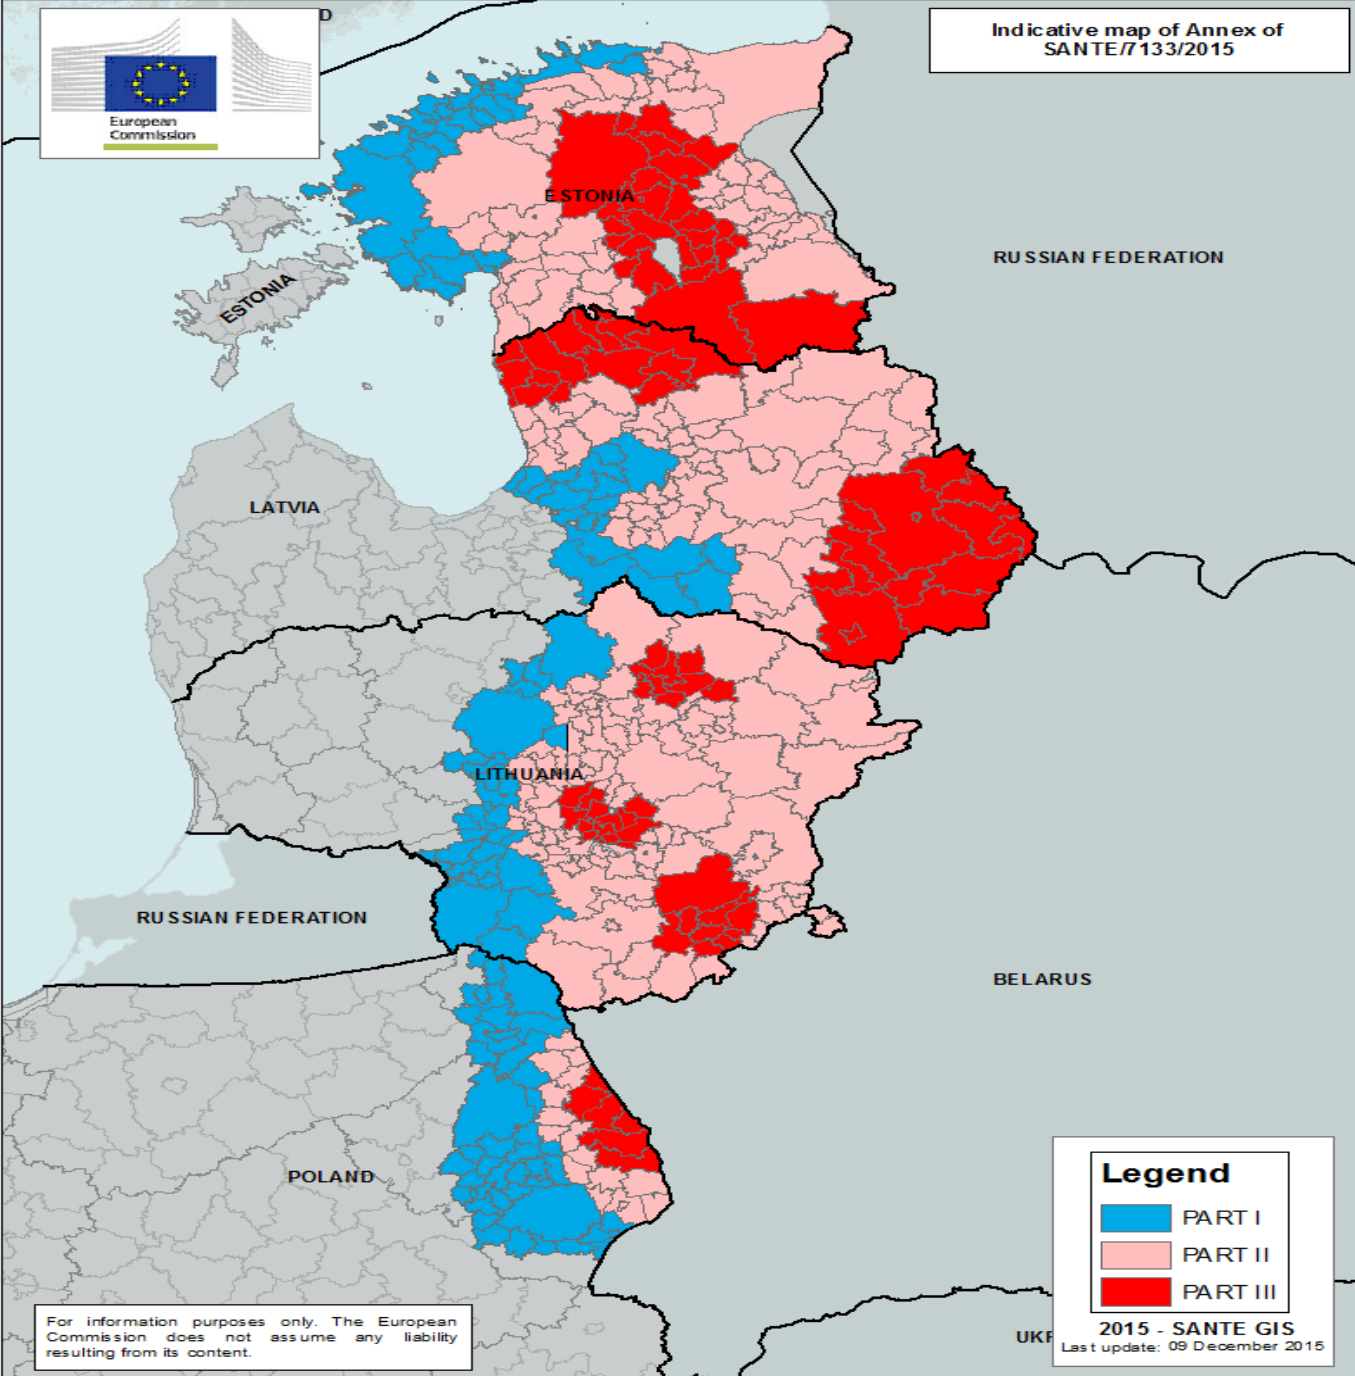 D
Indicative map of Annex of
SANTE/7133/2015
European
Commission
ESTONIA
RUSSIAN FEDERATION
ESTONIA
LATVIA
LITHUANIA
RUSSIAN FEDERATION
BELARUS
POLAND
Legend
PART I
PART II
PART III
2015 - SANTE GIS
Last update: 09 December 2015
UKR
For information purposes only. The European
Commission does not assume any liability
resulting from its content.